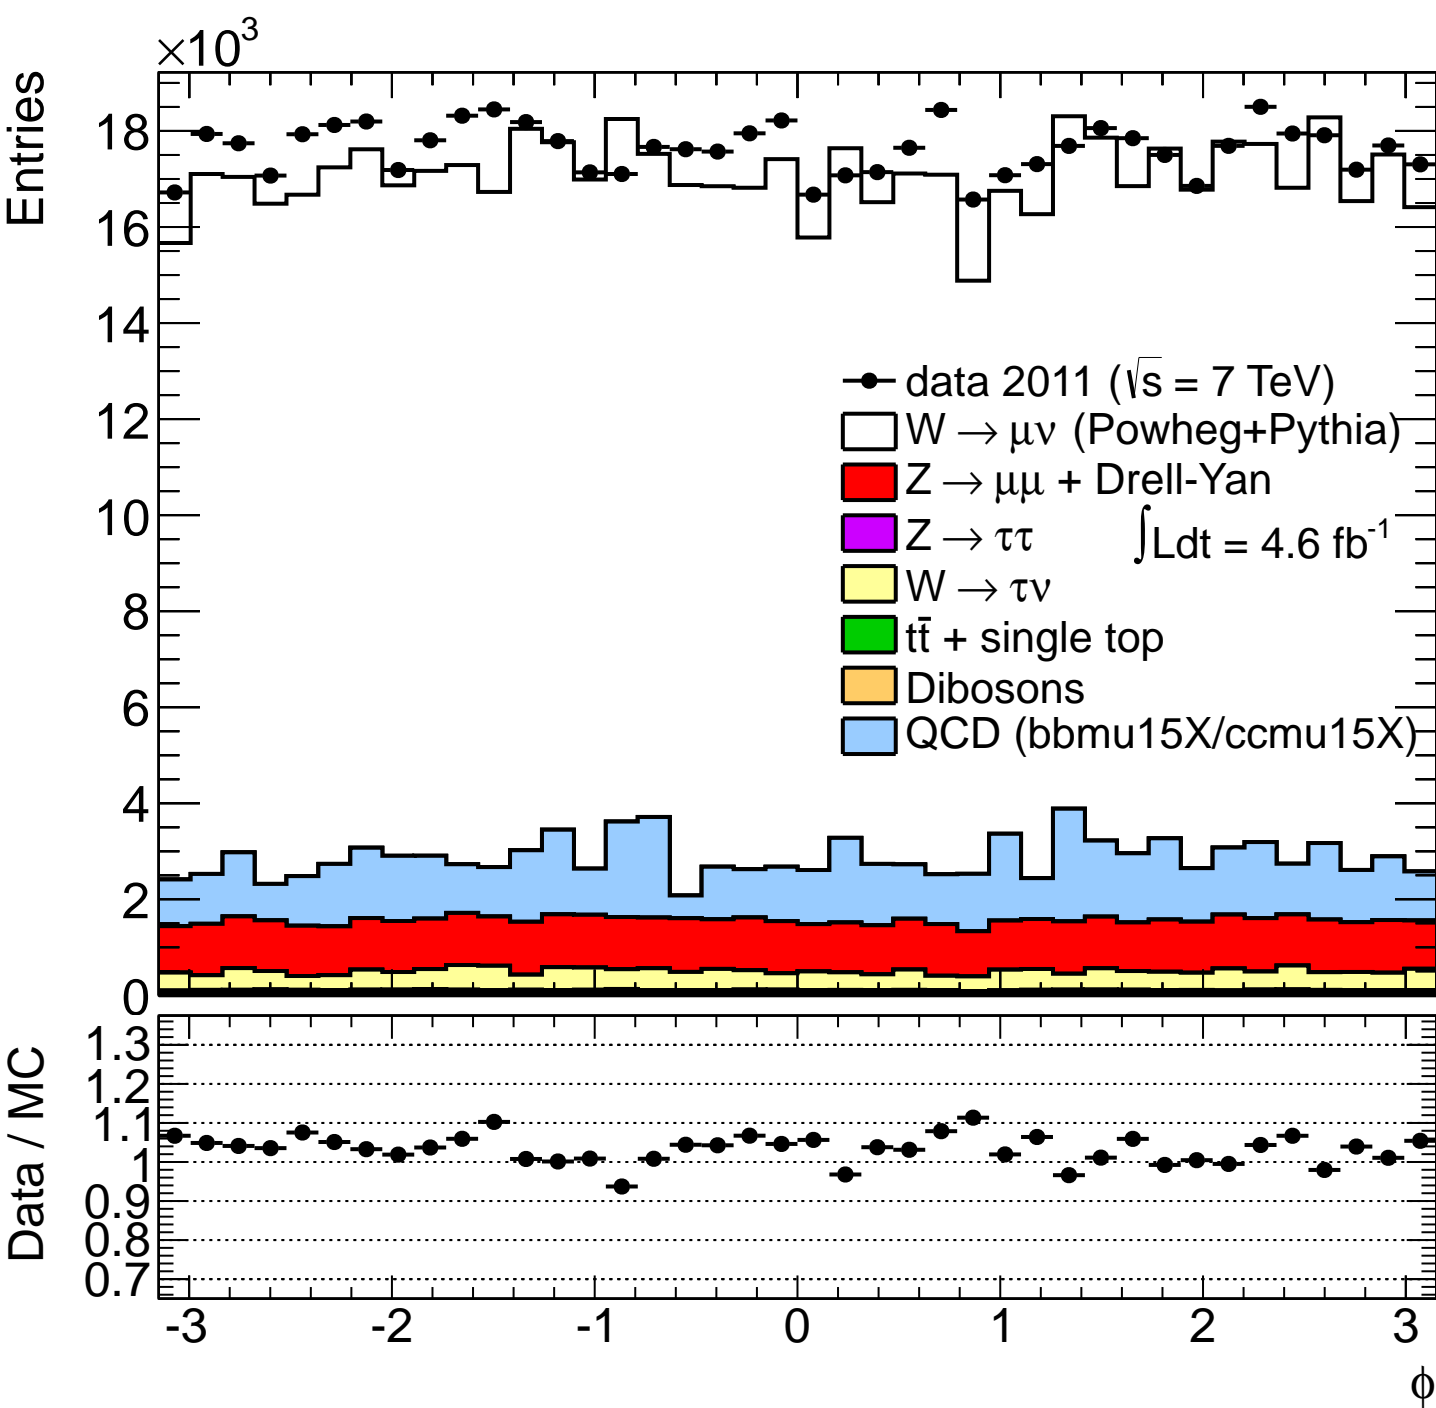 ×10³
Entries
18
16
14
12
10
8
6
4
2
0
data 2011 (√s = 7 TeV)
W → μν (Powheg+Pythia)
Z → μμ + Drell-Yan
Z → ττ
∫Ldt = 4.6 fb⁻¹
W → τν
tt̄ + single top
Dibosons
QCD (bbmu15X/ccmu15X)
Data / MC
1.3
1.2
1.1
1
0.9
0.8
0.7
-3 -2 -1 0 1 2 3
ϕ